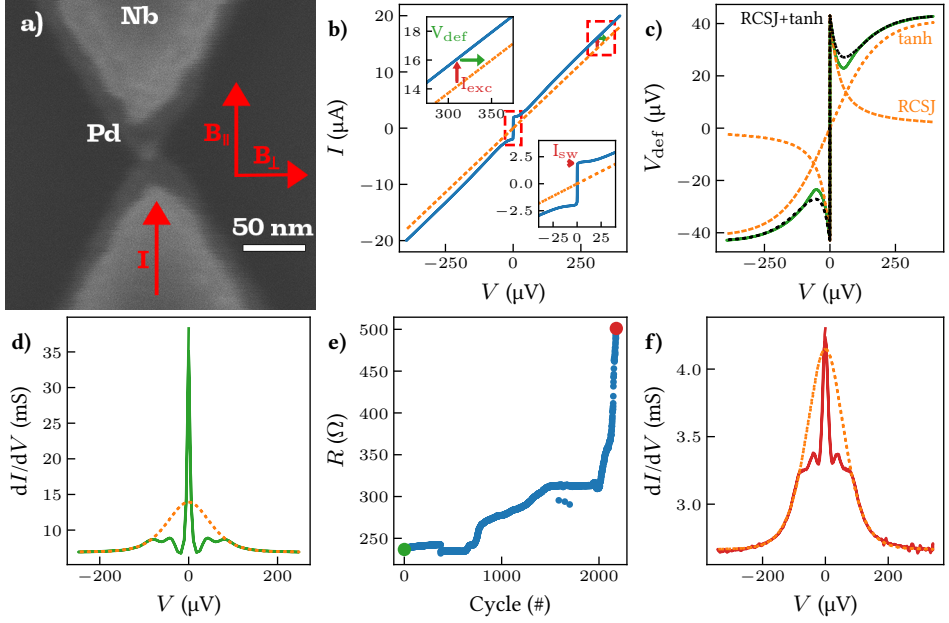 a)
Nb
Pd
B∥
B⊥
I
50 nm
b)
I (μA)
20
10
0
−10
−20
−250
0
250
V (μV)
18
16
14
300
350
V_def
I_exc
I_sw
2.5
0.0
−2.5
−25
25
c)
V_def (μV)
40
20
0
−20
−40
−250
0
250
V (μV)
RCSJ+tanh
tanh
RCSJ
d)
dI/dV (mS)
35
30
25
20
15
10
−200
0
200
V (μV)
e)
R (Ω)
500
450
400
350
300
250
0
1000
2000
Cycle (#)
f)
dI/dV (mS)
4.0
3.5
3.0
−200
0
200
V (μV)